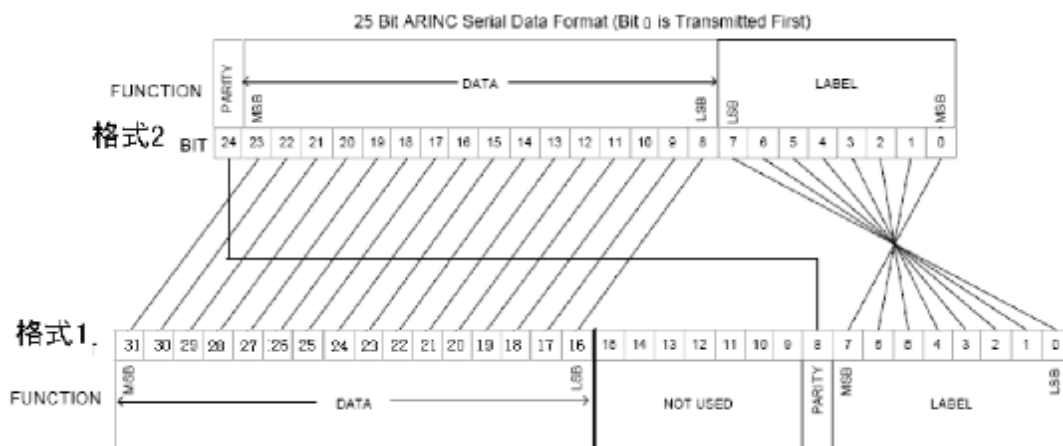 25 Bit ARINC Serial Data Format (Bit 0 is Transmitted First)
FUNCTION
PARITY
MSB
DATA
LSB
LSB
LABEL
MSB
格式2 BIT 24 23 22 21 20 19 18 17 16 15 14 13 12 11 10 9 8 7 6 5 4 3 2 1 0
格式1. 31 30 29 28 27 26 25 24 23 22 21 20 19 18 17 16 15 14 13 12 11 10 9 8 7 6 5 4 3 2 1 0
FUNCTION
MSB
DATA
LSB
NOT USED
PARITY
MSB
LABEL
LSB